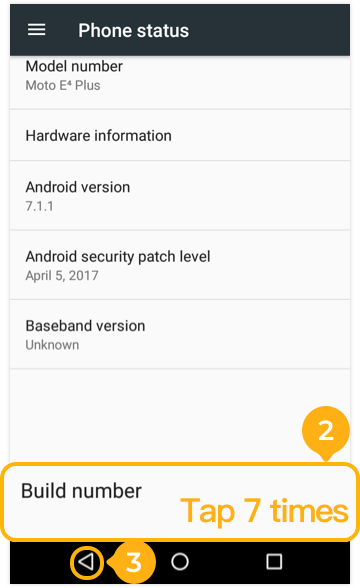 Phone status
Model number
Moto E⁴ Plus
Hardware information
Android version
7.1.1
Android security patch level
April 5, 2017
Baseband version
Unknown
2
Build number
Tap 7 times
3